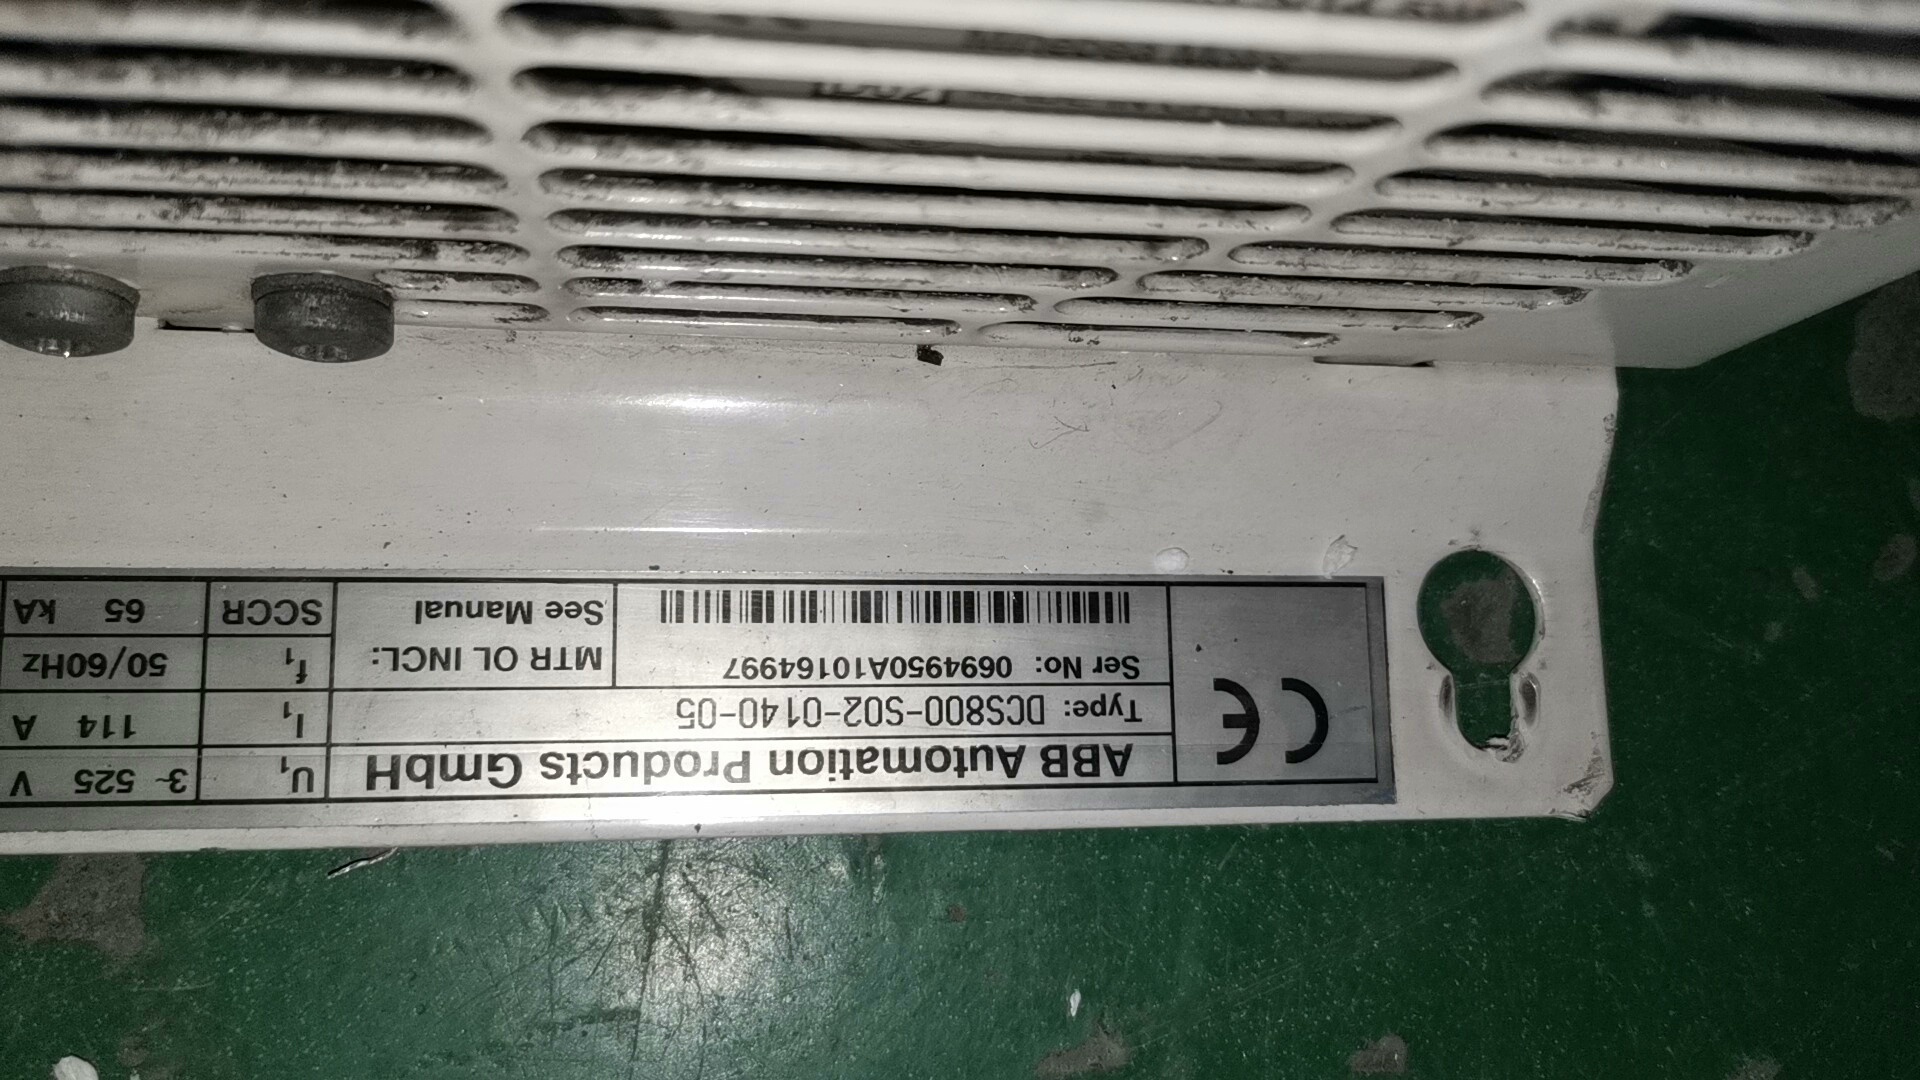 CE
ABB Automation Products GmbH
Type: DCS800-S02-0140-05
Ser No: 0694950A10164997
MTR OL INCL:
See Manual
U1 3~ 525 V
I1 114 A
f1 50/60Hz
SCCR 65 kA